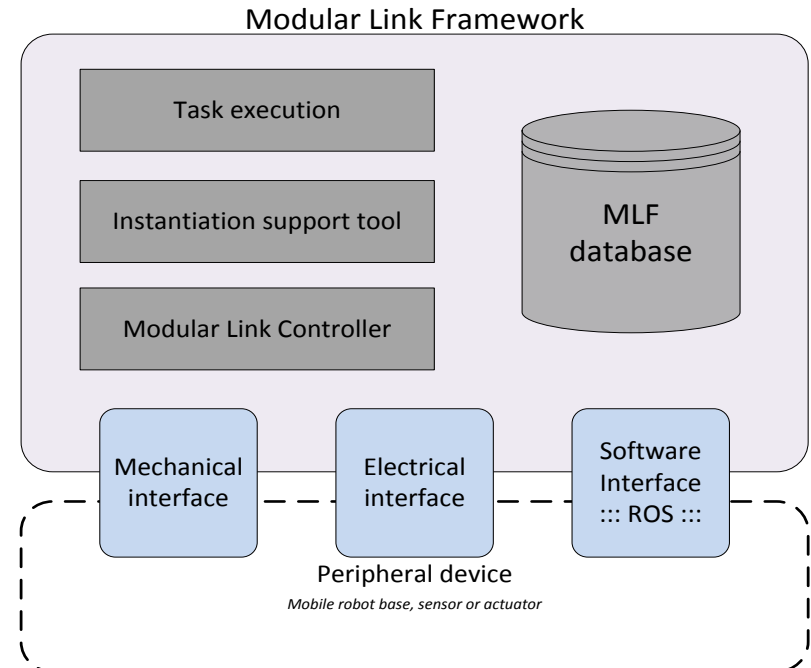 Modular Link Framework
Task execution
Instantiation support tool
Modular Link Controller
MLF
database
Mechanical
interface
Electrical
interface
Software
Interface
::: ROS :::
Peripheral device
Mobile robot base, sensor or actuator